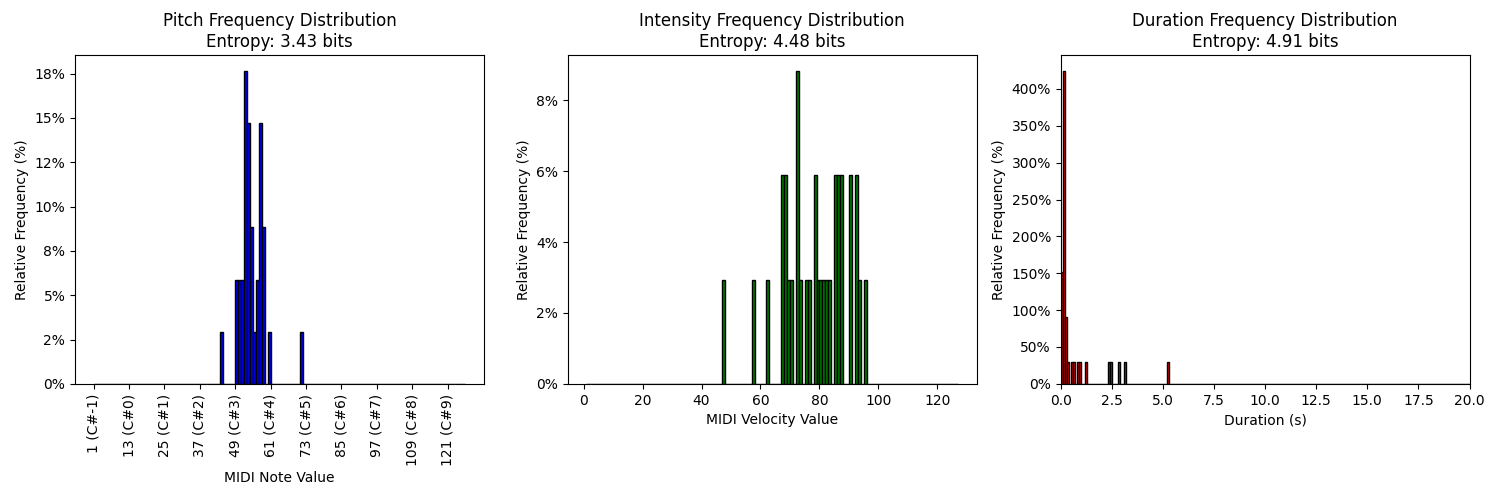 Pitch Frequency Distribution
Entropy: 3.43 bits
Relative Frequency (%)
18%
15%
12%
10%
8%
5%
2%
0%
1 (C#-1)
13 (C#0)
25 (C#1)
37 (C#2)
49 (C#3)
61 (C#4)
73 (C#5)
85 (C#6)
97 (C#7)
109 (C#8)
121 (C#9)
MIDI Note Value
Intensity Frequency Distribution
Entropy: 4.48 bits
Relative Frequency (%)
8%
6%
4%
2%
0%
0 20 40 60 80 100 120
MIDI Velocity Value
Duration Frequency Distribution
Entropy: 4.91 bits
Relative Frequency (%)
400%
350%
300%
250%
200%
150%
100%
50%
0%
0.0 2.5 5.0 7.5 10.0 12.5 15.0 17.5 20.0
Duration (s)